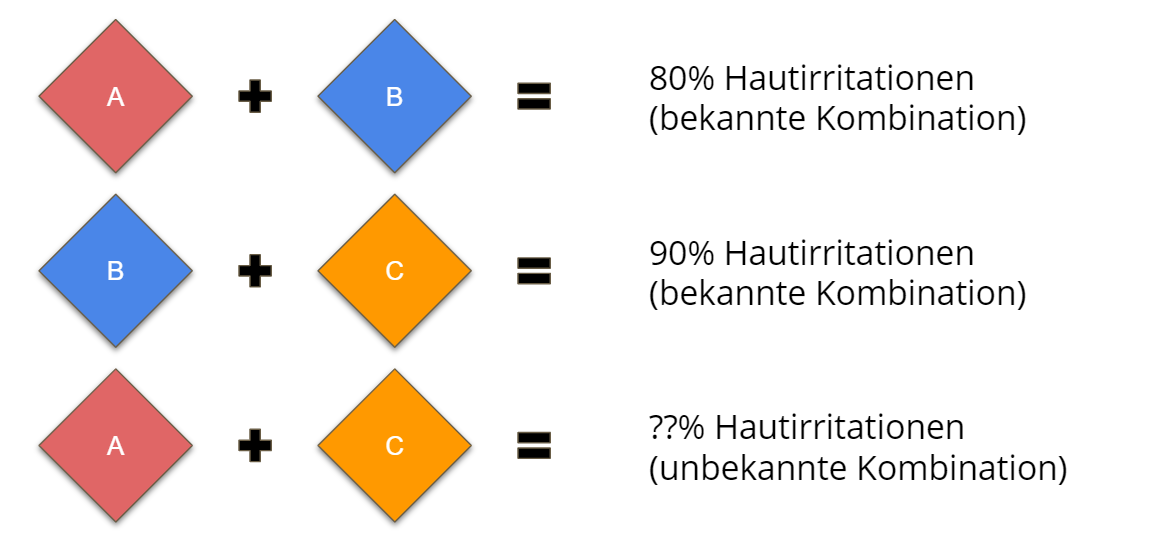 A + B = 80% Hautirritationen
(bekannte Kombination)
B + C = 90% Hautirritationen
(bekannte Kombination)
A + C = ??% Hautirritationen
(unbekannte Kombination)